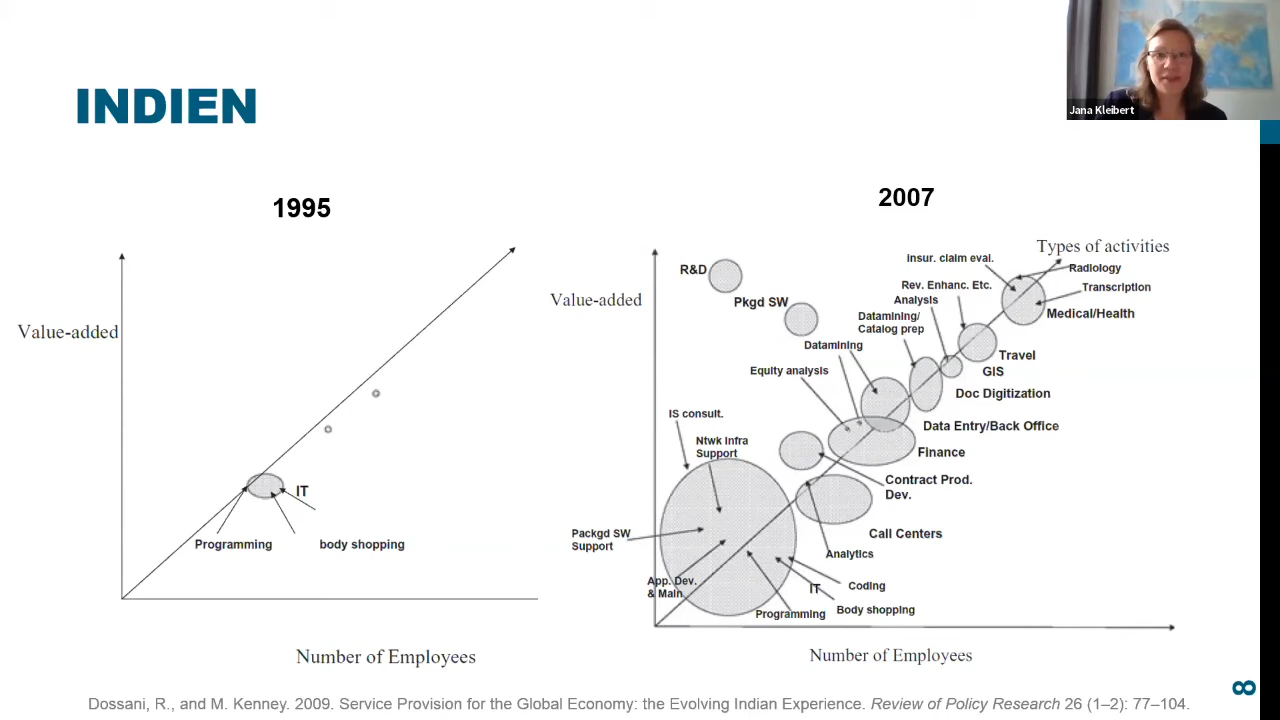 Jana Kleibert
INDIEN
1995
Value-added
IT
Programming
body shopping
Number of Employees
2007
Types of activities
Value-added
R&D
Pkgd SW
Insur. claim eval.
Radiology
Rev. Enhanc. Etc.
Transcription
Analysis
Medical/Health
Datamining/
Catalog prep
Datamining
Travel
GIS
Equity analysis
Doc Digitization
IS consult.
Data Entry/Back Office
Ntwk Infra
Support
Finance
Contract Prod.
Dev.
Packgd SW
Support
Call Centers
Analytics
App. Dev.
& Main.
IT
Coding
Programming
Body shopping
Number of Employees
Dossani, R., and M. Kenney. 2009. Service Provision for the Global Economy: the Evolving Indian Experience. Review of Policy Research 26 (1–2): 77–104.
8